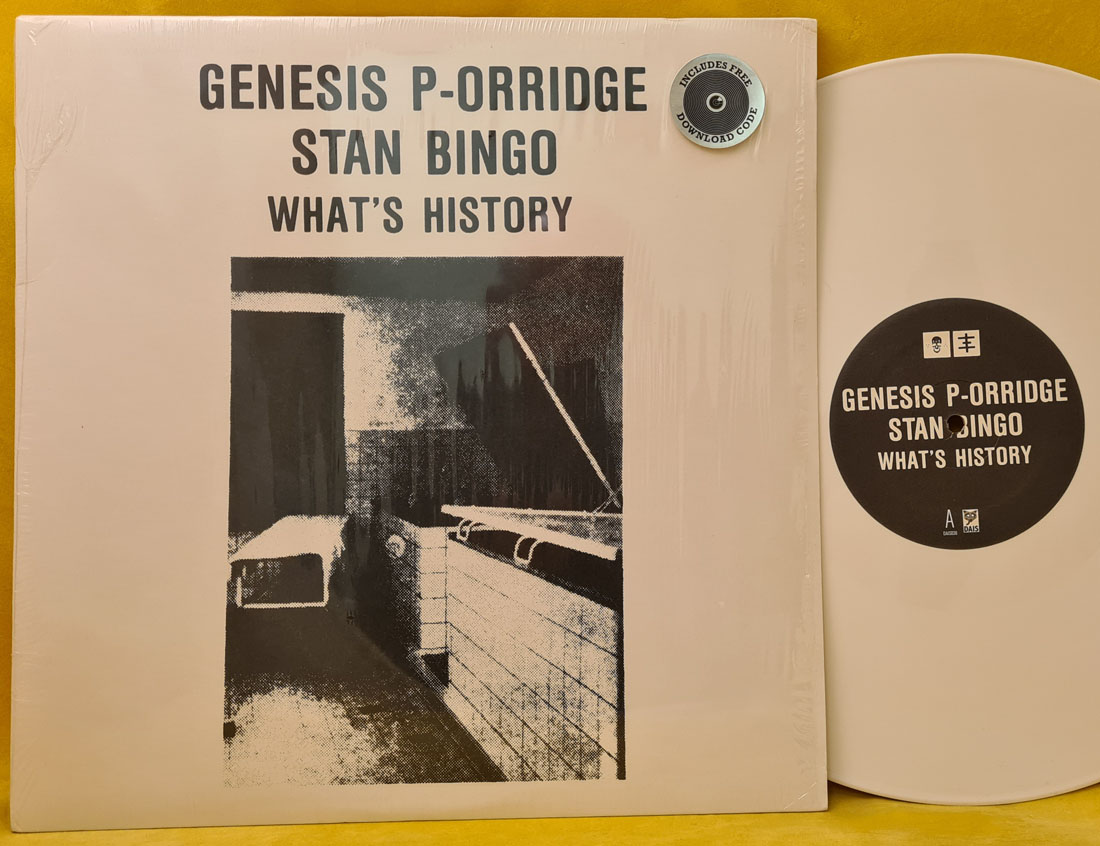 GENESIS P-ORRIDGE
STAN BINGO
WHAT'S HISTORY
INCLUDES FREE
DOWNLOAD CODE
GENESIS P-ORRIDGE
STAN BINGO
WHAT'S HISTORY
A
DAIS